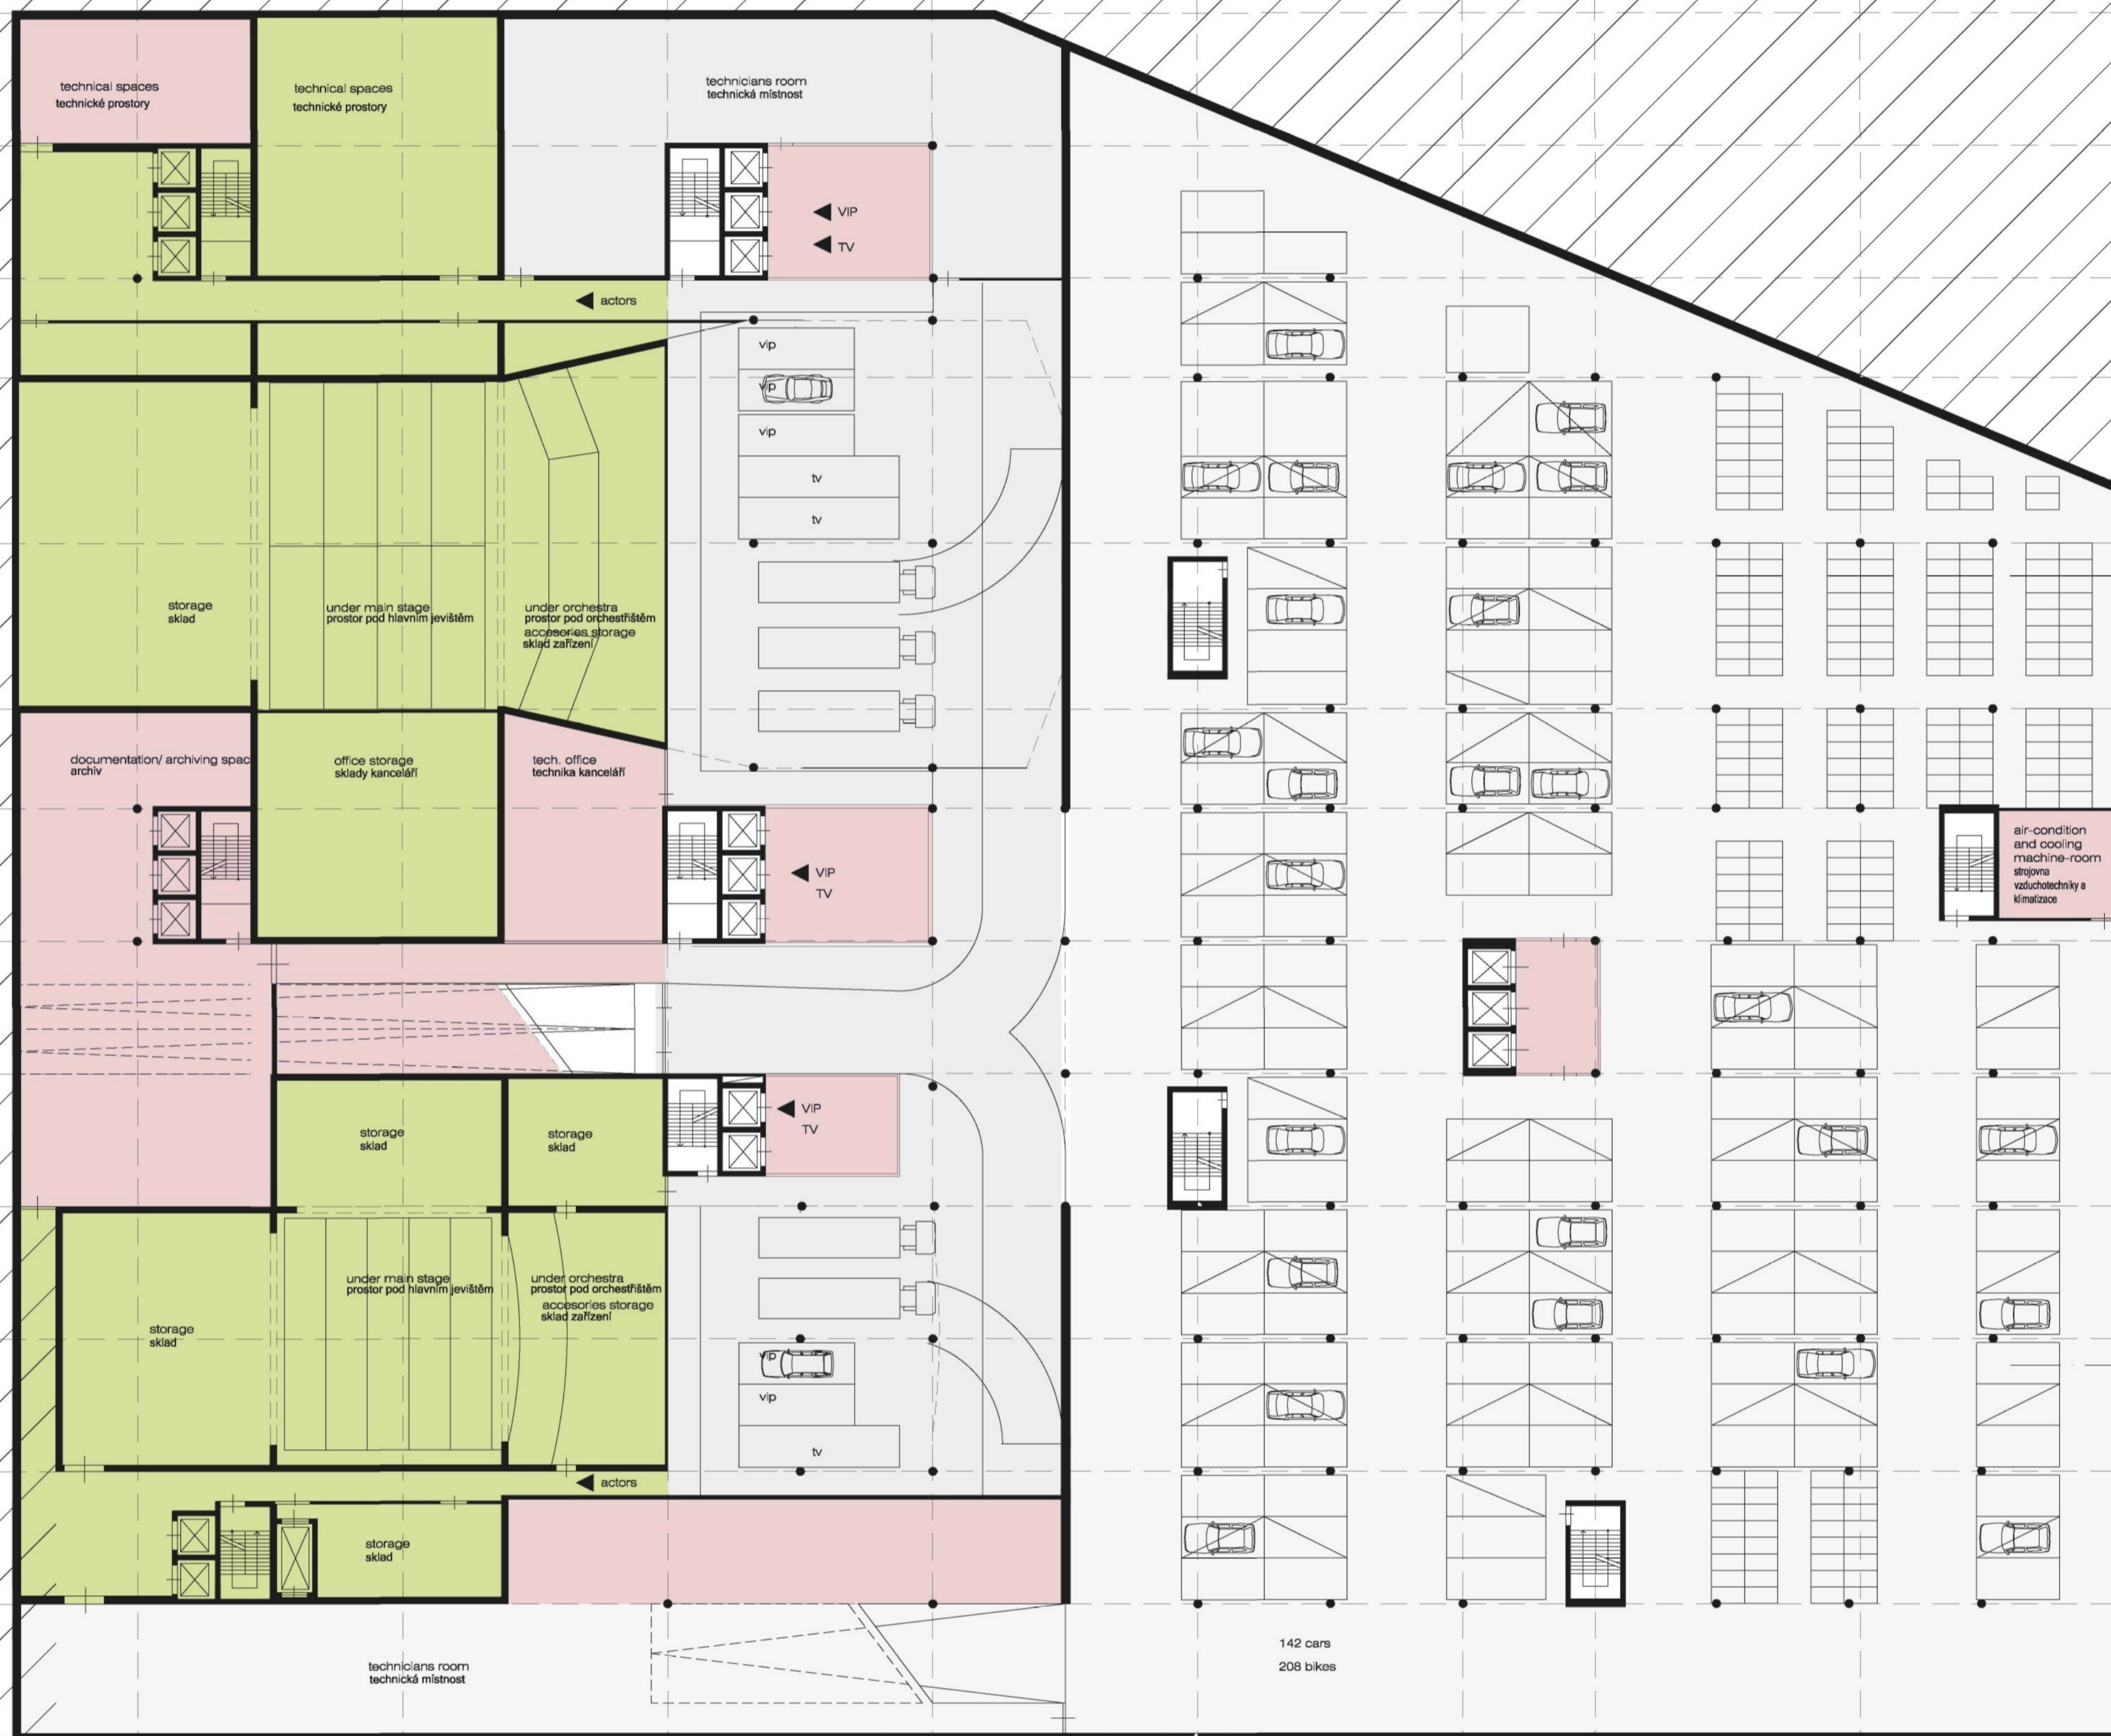 technical spaces
technické prostory
technical spaces
technické prostory
technicians room
technická místnost
VIP
TV
actors
vip
vip
vip
tv
tv
storage
sklad
under main stage
prostor pod hlavním jevištěm
under orchestra
prostor pod orchestřištěm
accesories storage
sklad zařízení
documentation/ archiving spac
archiv
office storage
sklady kanceláří
tech. office
technika kanceláří
VIP
TV
air-condition
and cooling
machine-room
strojovna
vzduchotechniky a
klimatizace
VIP
TV
storage
sklad
storage
sklad
under main stage
prostor pod hlavním jevištěm
under orchestra
prostor pod orchestřištěm
accesories storage
sklad zařízení
storage
sklad
vip
vip
tv
actors
storage
sklad
technicians room
technická místnost
142 cars
208 bikes